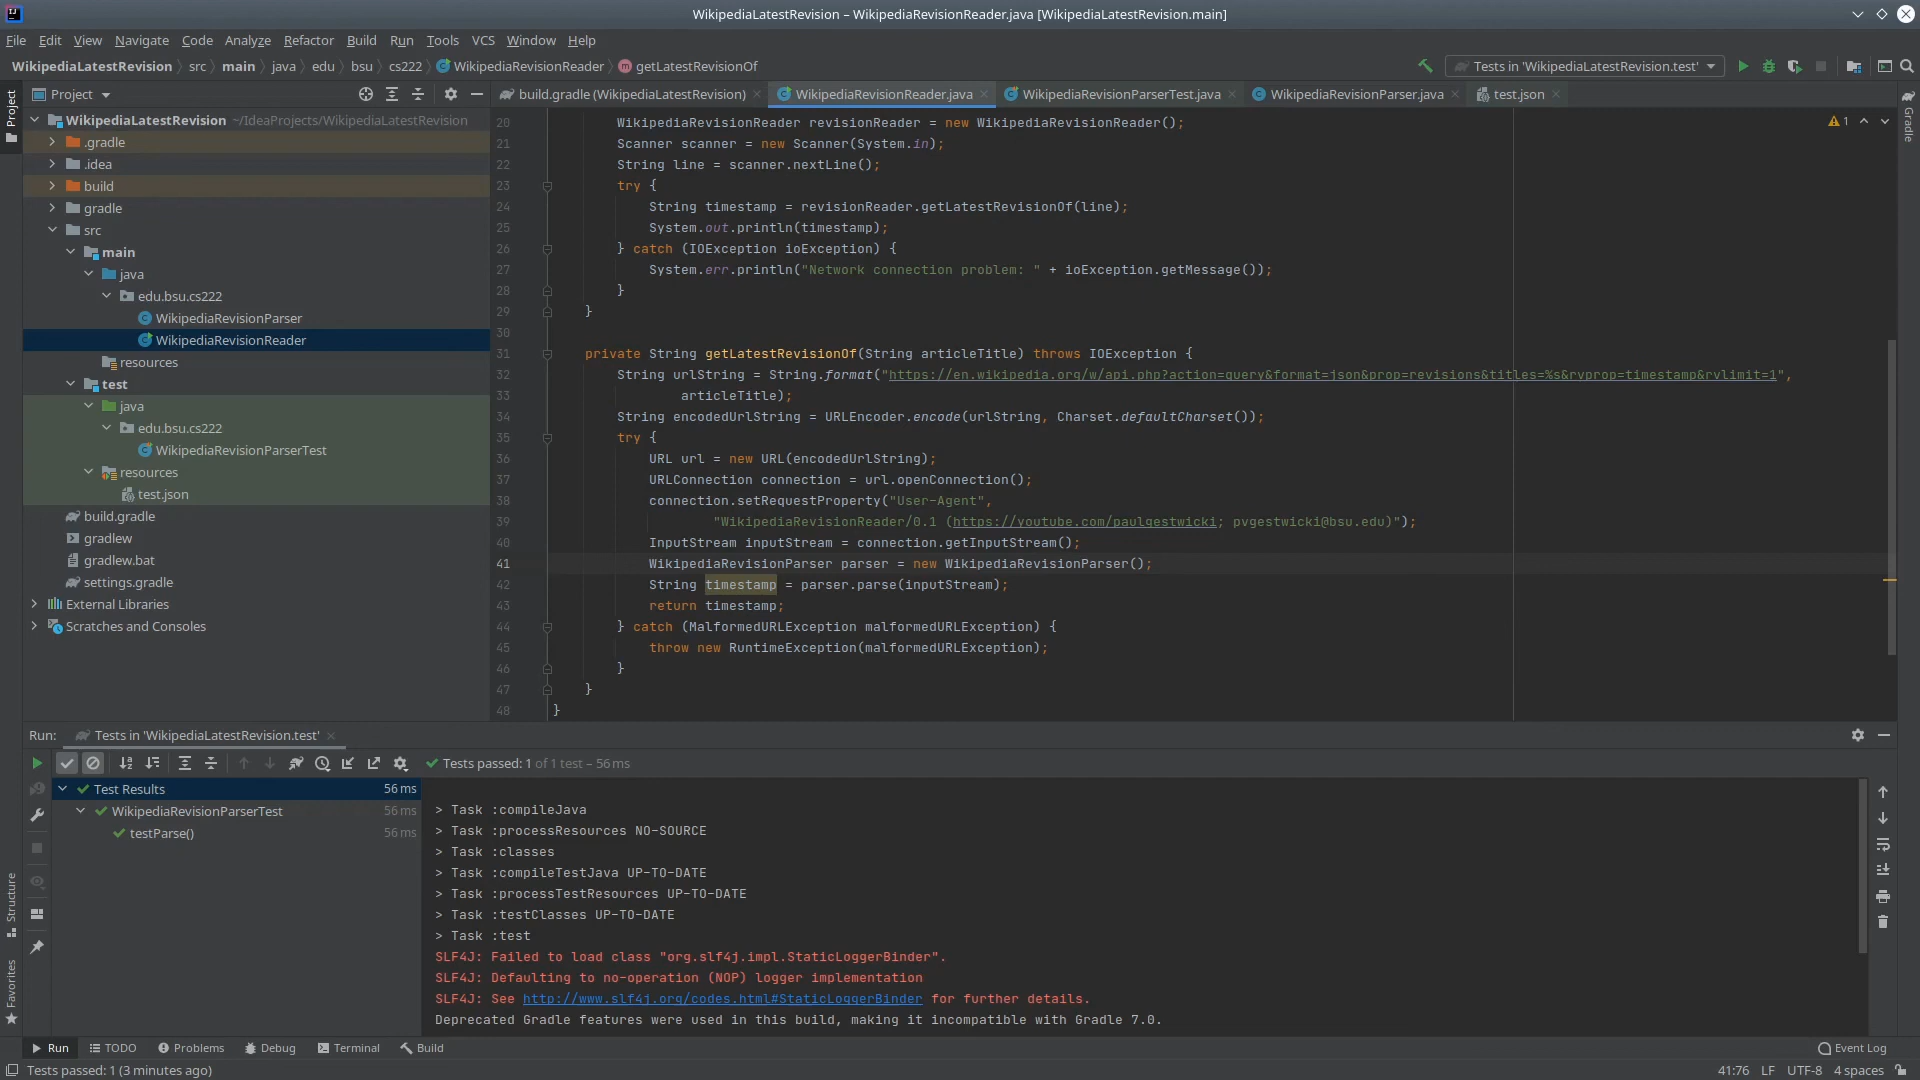 WikipediaLatestRevision – WikipediaRevisionReader.java [WikipediaLatestRevision.main]
File Edit View Navigate Code Analyze Refactor Build Run Tools VCS Window Help
WikipediaLatestRevision src main java edu bsu cs222 WikipediaRevisionReader getLatestRevisionOf
Tests in 'WikipediaLatestRevision.test'
Project
Project
WikipediaLatestRevision ~/IdeaProjects/WikipediaLatestRevision
.gradle
.idea
build
gradle
src
main
java
edu.bsu.cs222
WikipediaRevisionParser
WikipediaRevisionReader
resources
test
java
edu.bsu.cs222
WikipediaRevisionParserTest
resources
test.json
build.gradle
gradlew
gradlew.bat
settings.gradle
External Libraries
Scratches and Consoles
build.gradle (WikipediaLatestRevision) WikipediaRevisionReader.java WikipediaRevisionParserTest.java WikipediaRevisionParser.java test.json
Gradle
1
20 WikipediaRevisionReader revisionReader = new WikipediaRevisionReader();
21 Scanner scanner = new Scanner(System.in);
22 String line = scanner.nextLine();
23 try {
24 String timestamp = revisionReader.getLatestRevisionOf(line);
25 System.out.println(timestamp);
26 } catch (IOException ioException) {
27 System.err.println("Network connection problem: " + ioException.getMessage());
28 }
29 }
30
31 private String getLatestRevisionOf(String articleTitle) throws IOException {
32 String urlString = String.format("https://en.wikipedia.org/w/api.php?action=query&format=json&prop=revisions&titles=%s&rvprop=timestamp&rvlimit=1",
33 articleTitle);
34 String encodedUrlString = URLEncoder.encode(urlString, Charset.defaultCharset());
35 try {
36 URL url = new URL(encodedUrlString);
37 URLConnection connection = url.openConnection();
38 connection.setRequestProperty("User-Agent",
39 "WikipediaRevisionReader/0.1 (https://youtube.com/paulgestwicki; pvgestwicki@bsu.edu)");
40 InputStream inputStream = connection.getInputStream();
41 WikipediaRevisionParser parser = new WikipediaRevisionParser();
42 String timestamp = parser.parse(inputStream);
43 return timestamp;
44 } catch (MalformedURLException malformedURLException) {
45 throw new RuntimeException(malformedURLException);
46 }
47 }
48 }
Run: Tests in 'WikipediaLatestRevision.test'
Tests passed: 1 of 1 test – 56 ms
Test Results 56 ms
WikipediaRevisionParserTest 56 ms
testParse() 56 ms
> Task :compileJava
> Task :processResources NO-SOURCE
> Task :classes
> Task :compileTestJava UP-TO-DATE
> Task :processTestResources UP-TO-DATE
> Task :testClasses UP-TO-DATE
> Task :test
SLF4J: Failed to load class "org.slf4j.impl.StaticLoggerBinder".
SLF4J: Defaulting to no-operation (NOP) logger implementation
SLF4J: See http://www.slf4j.org/codes.html#StaticLoggerBinder for further details.
Deprecated Gradle features were used in this build, making it incompatible with Gradle 7.0.
Structure
Favorites
Run TODO Problems Debug Terminal Build Event Log
Tests passed: 1 (3 minutes ago) 41:76 LF UTF-8 4 spaces